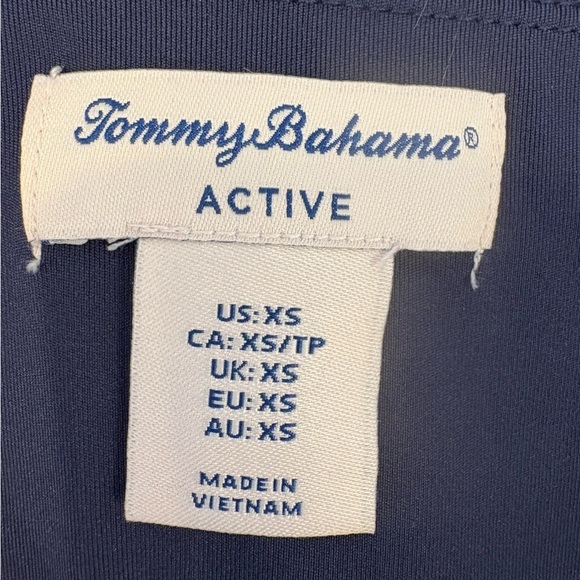 Tommy Bahama®
ACTIVE
US: XS
CA: XS/TP
UK: XS
EU: XS
AU: XS
MADE IN
VIETNAM